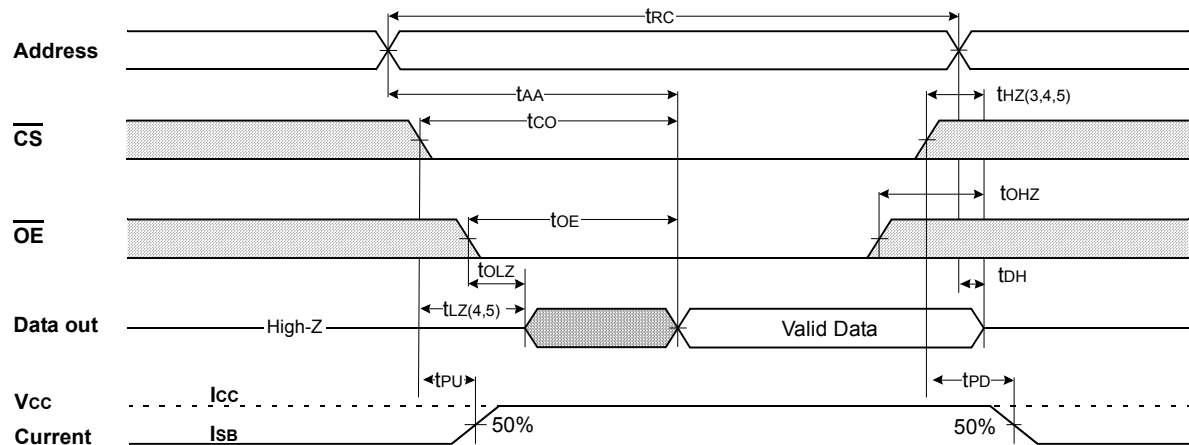 tRC
Address
tAA
tHZ(3,4,5)
tCO
CS
tOHZ
tOE
OE
tOLZ
tDH
tLZ(4,5)
Data out
High-Z
Valid Data
tPU
tPD
VCC
ICC
50%
50%
Current
ISB